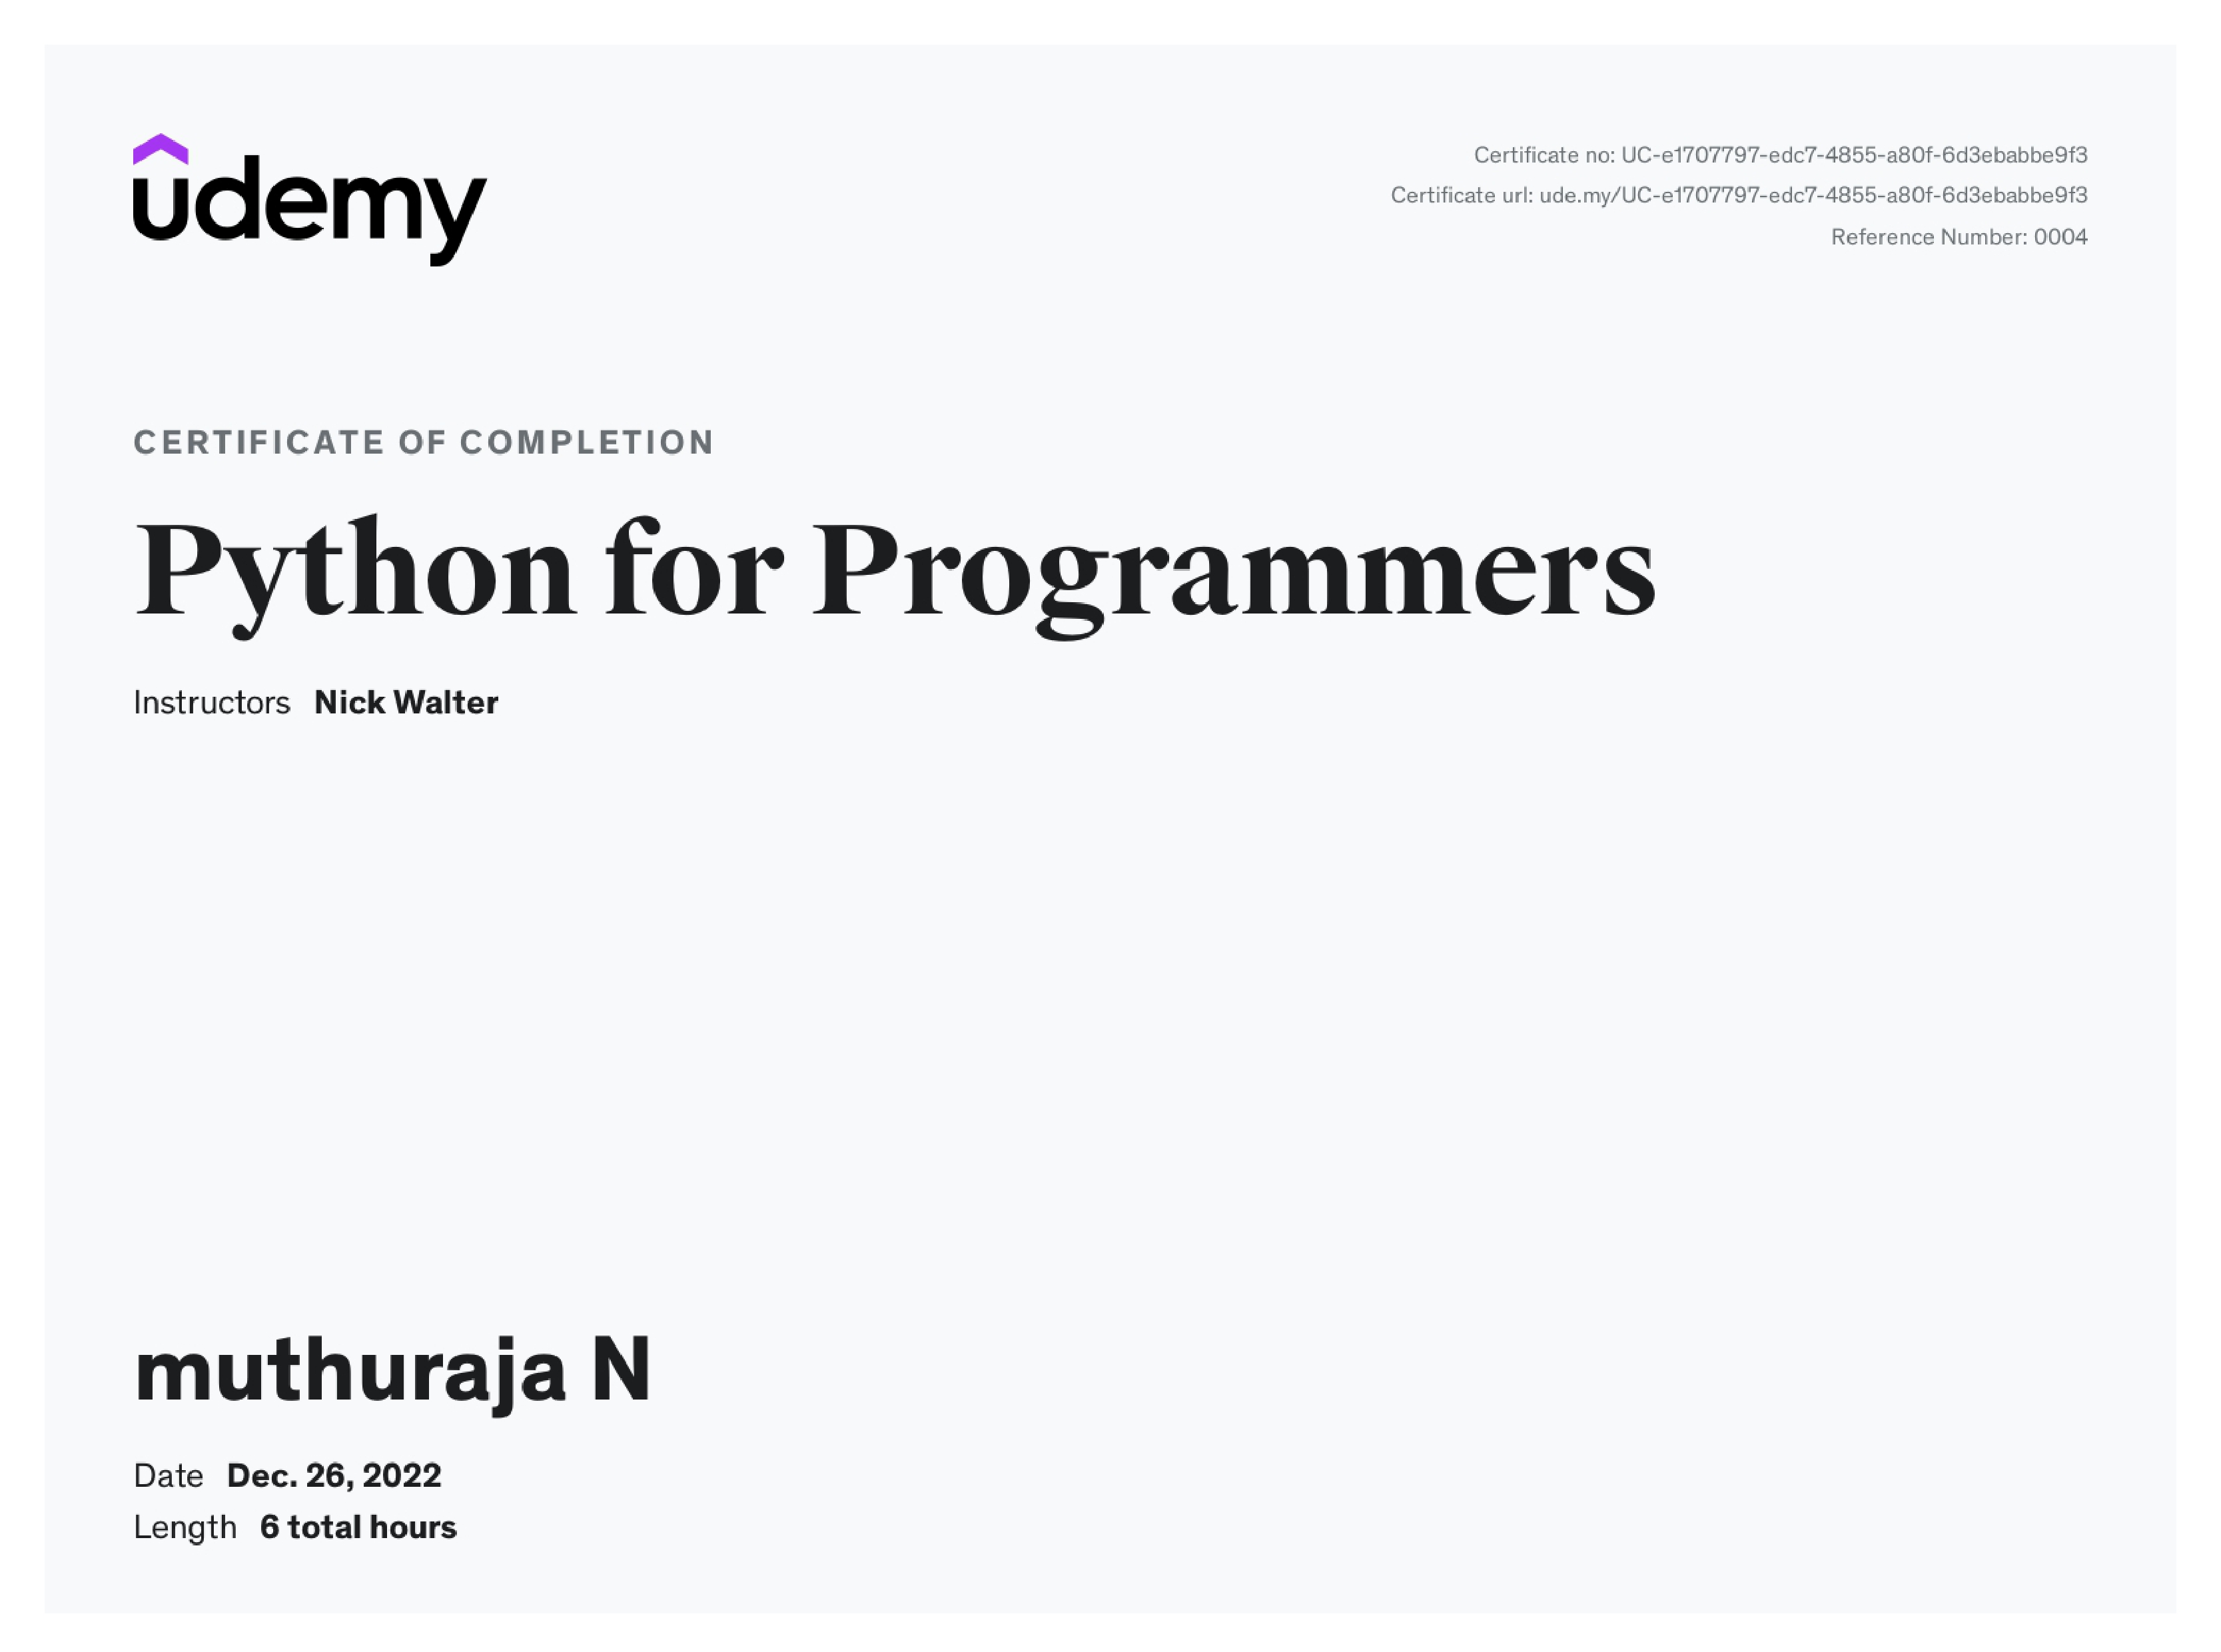 udemy
Certificate no: UC-e1707797-edc7-4855-a80f-6d3ebabbe9f3
Certificate url: ude.my/UC-e1707797-edc7-4855-a80f-6d3ebabbe9f3
Reference Number: 0004
CERTIFICATE OF COMPLETION
Python for Programmers
Instructors Nick Walter
muthuraja N
Date Dec. 26, 2022
Length 6 total hours